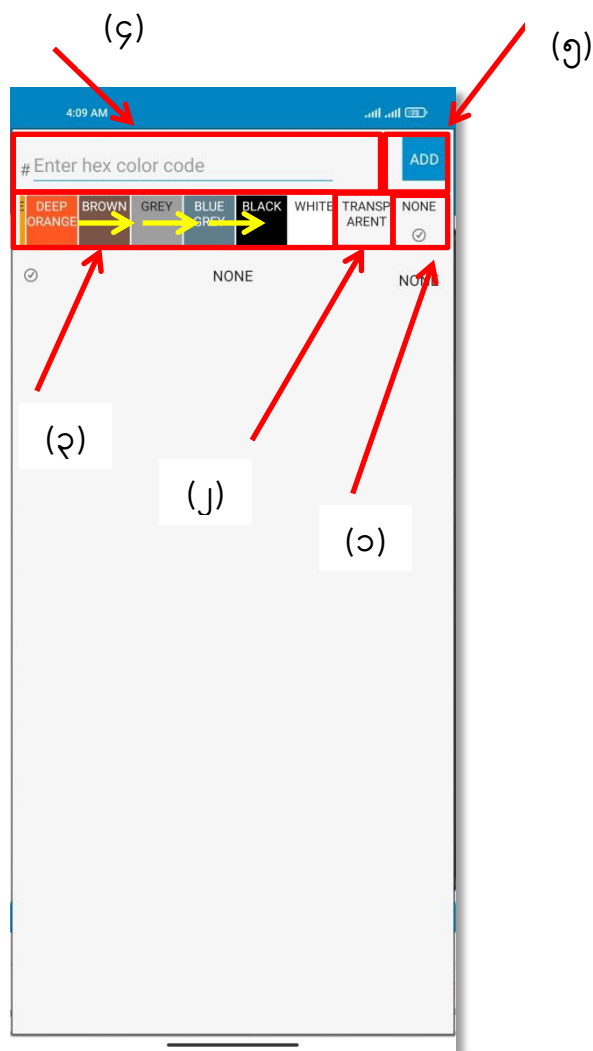 (၄)
(၅)
4:09 AM
73
# Enter hex color code
ADD
DEEP ORANGE
BROWN
GREY
BLUE GREY
BLACK
WHITE
TRANSP
ARENT
NONE
NONE
NONE
(၃)
(၂)
(၁)